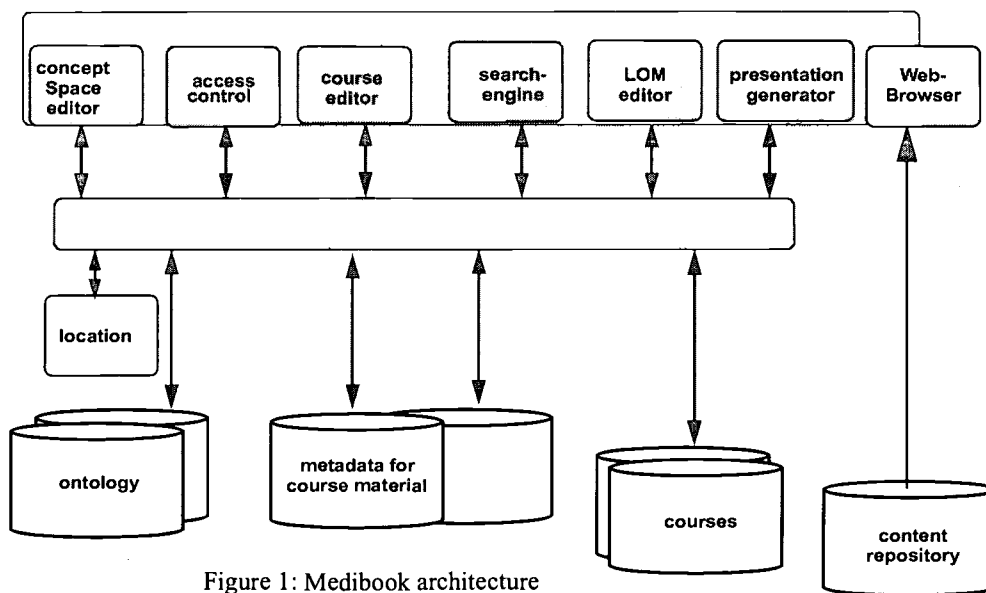 concept
Space
editor
access
control
course
editor
search-
engine
LOM
editor
presentation
generator
Web-
Browser
location
ontology
metadata for
course material
courses
content
repository
Figure 1: Medibook architecture